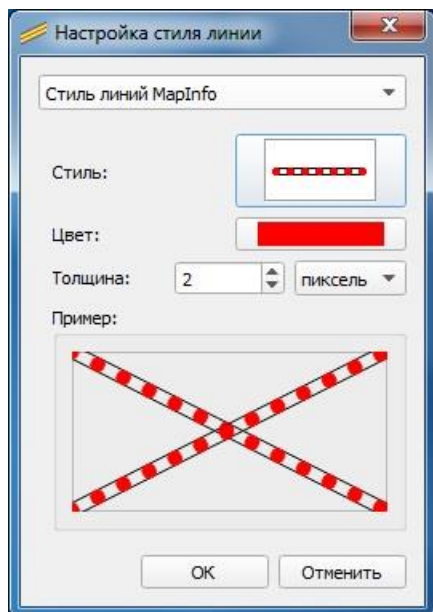 Настройка стиля линии
Стиль линий MapInfo
Стиль:
Цвет:
Толщина: 2 пиксель
Пример:
OK Отменить